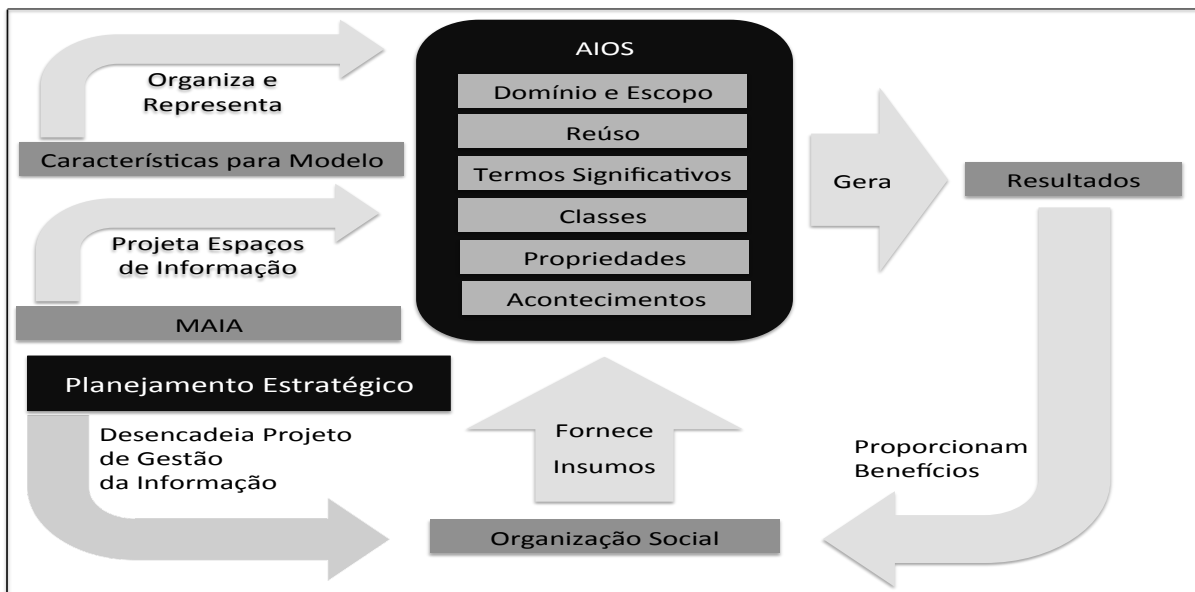 AIOS
Organiza e
Representa
Domínio e Escopo
Reúso
Característícas para Modelo
Termos Significativos
Gera
Resultados
Classes
Projeta Espaços
de Informação
Propriedades
Acontecimentos
MAIA
Planejamento Estratégico
Desencadeia Projeto
de Gestão
da Informação
Fornece
Insumos
Proporcionam
Benefícios
Organização Social